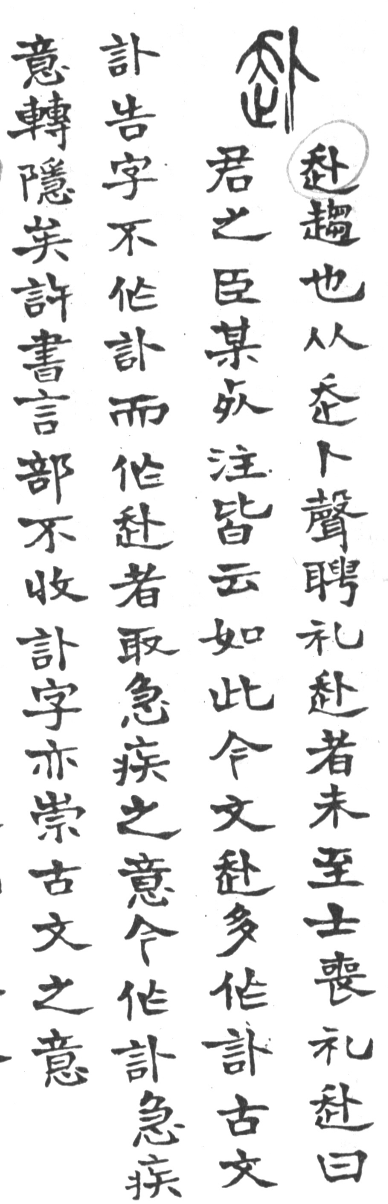 赴
赴趨也从走卜聲聘礼赴者未至士喪礼赴曰
君之臣某死注皆云如此今文赴多作訃古文
訃告字不作訃而作赴者取急疾之意今作訃急疾
意轉隱矣許書言部不收訃字亦崇古文之意